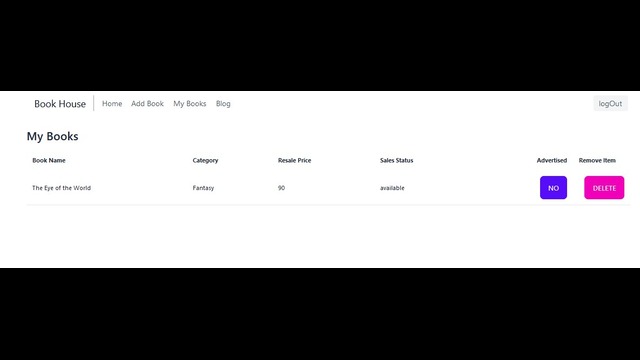 Book House Home Add Book My Books Blog logOut
My Books
Book Name Category Resale Price Sales Status Advertised Remove Item
The Eye of the World Fantasy 90 available NO DELETE